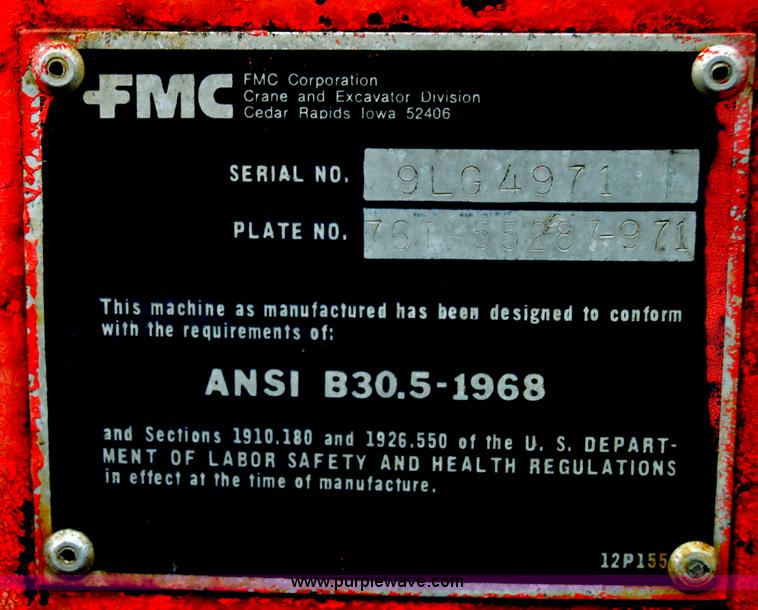 FMC
FMC Corporation
Crane and Excavator Division
Cedar Rapids Iowa 52406
SERIAL NO. 9LG4971
PLATE NO. 761-55287-971
This machine as manufactured has been designed to conform
with the requirements of:
ANSI B30.5-1968
and Sections 1910.180 and 1926.550 of the U. S. DEPART-
MENT OF LABOR SAFETY AND HEALTH REGULATIONS
in effect at the time of manufacture.
12P155
www.purplewave.com